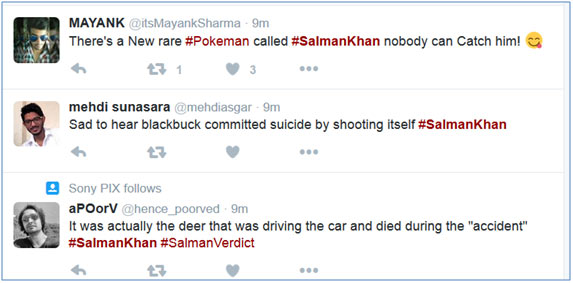 MAYANK @itsMayankSharma · 9m
There's a New rare #Pokeman called #SalmanKhan nobody can Catch him! 😋
1 3
mehdi sunasara @mehdiasgar · 9m
Sad to hear blackbuck committed suicide by shooting itself #SalmanKhan
Sony PIX follows
aPOorV @hence_poorved · 9m
It was actually the deer that was driving the car and died during the "accident"
#SalmanKhan #SalmanVerdict